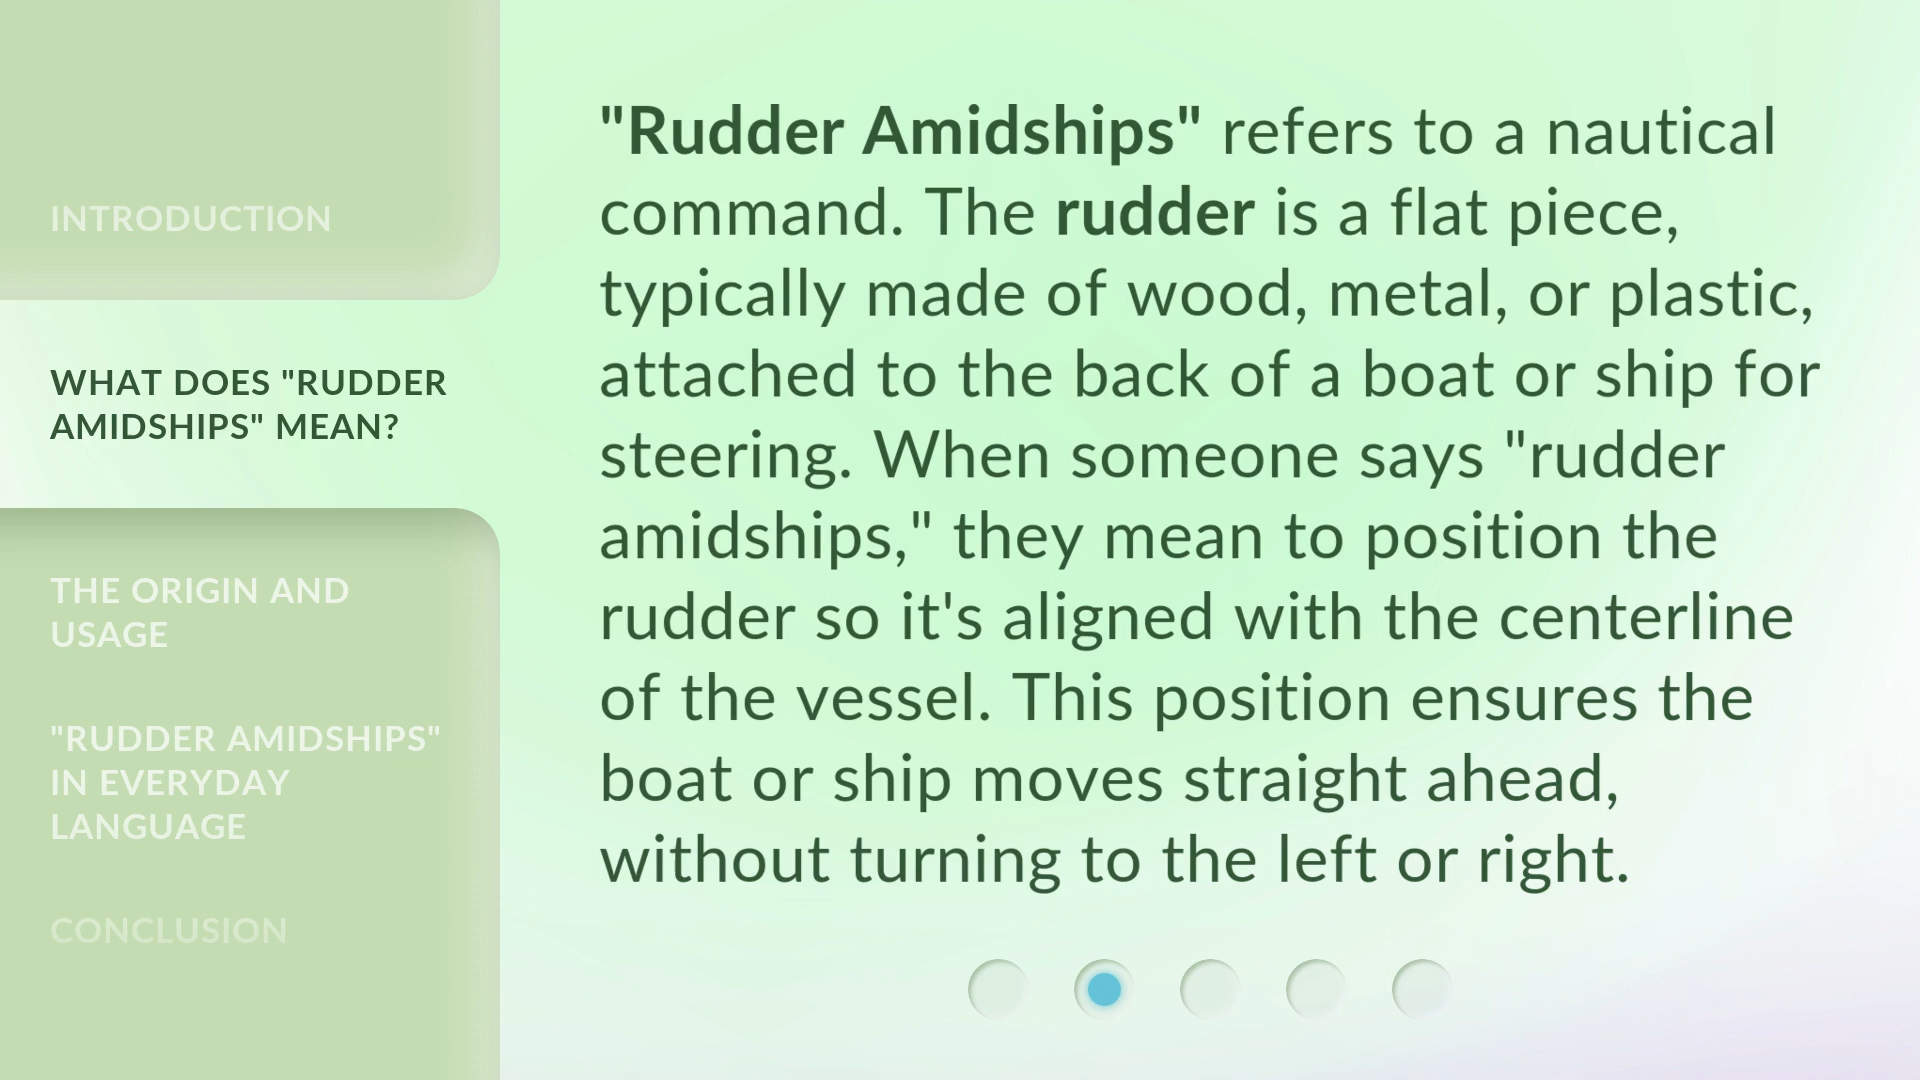 INTRODUCTION
WHAT DOES "RUDDER
AMIDSHIPS" MEAN?
THE ORIGIN AND
USAGE
"RUDDER AMIDSHIPS"
IN EVERYDAY
LANGUAGE
CONCLUSION
"Rudder Amidships" refers to a nautical
command. The rudder is a flat piece,
typically made of wood, metal, or plastic,
attached to the back of a boat or ship for
steering. When someone says "rudder
amidships," they mean to position the
rudder so it's aligned with the centerline
of the vessel. This position ensures the
boat or ship moves straight ahead,
without turning to the left or right.